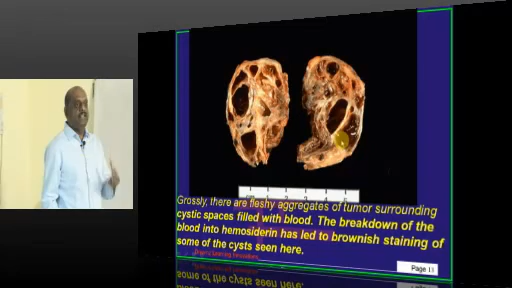 Grossly, there are fleshy aggregates of tumor surrounding
cystic spaces filled with blood. The breakdown of the
blood into hemosiderin has led to brownish staining of
some of the cysts seen here.
Page 11